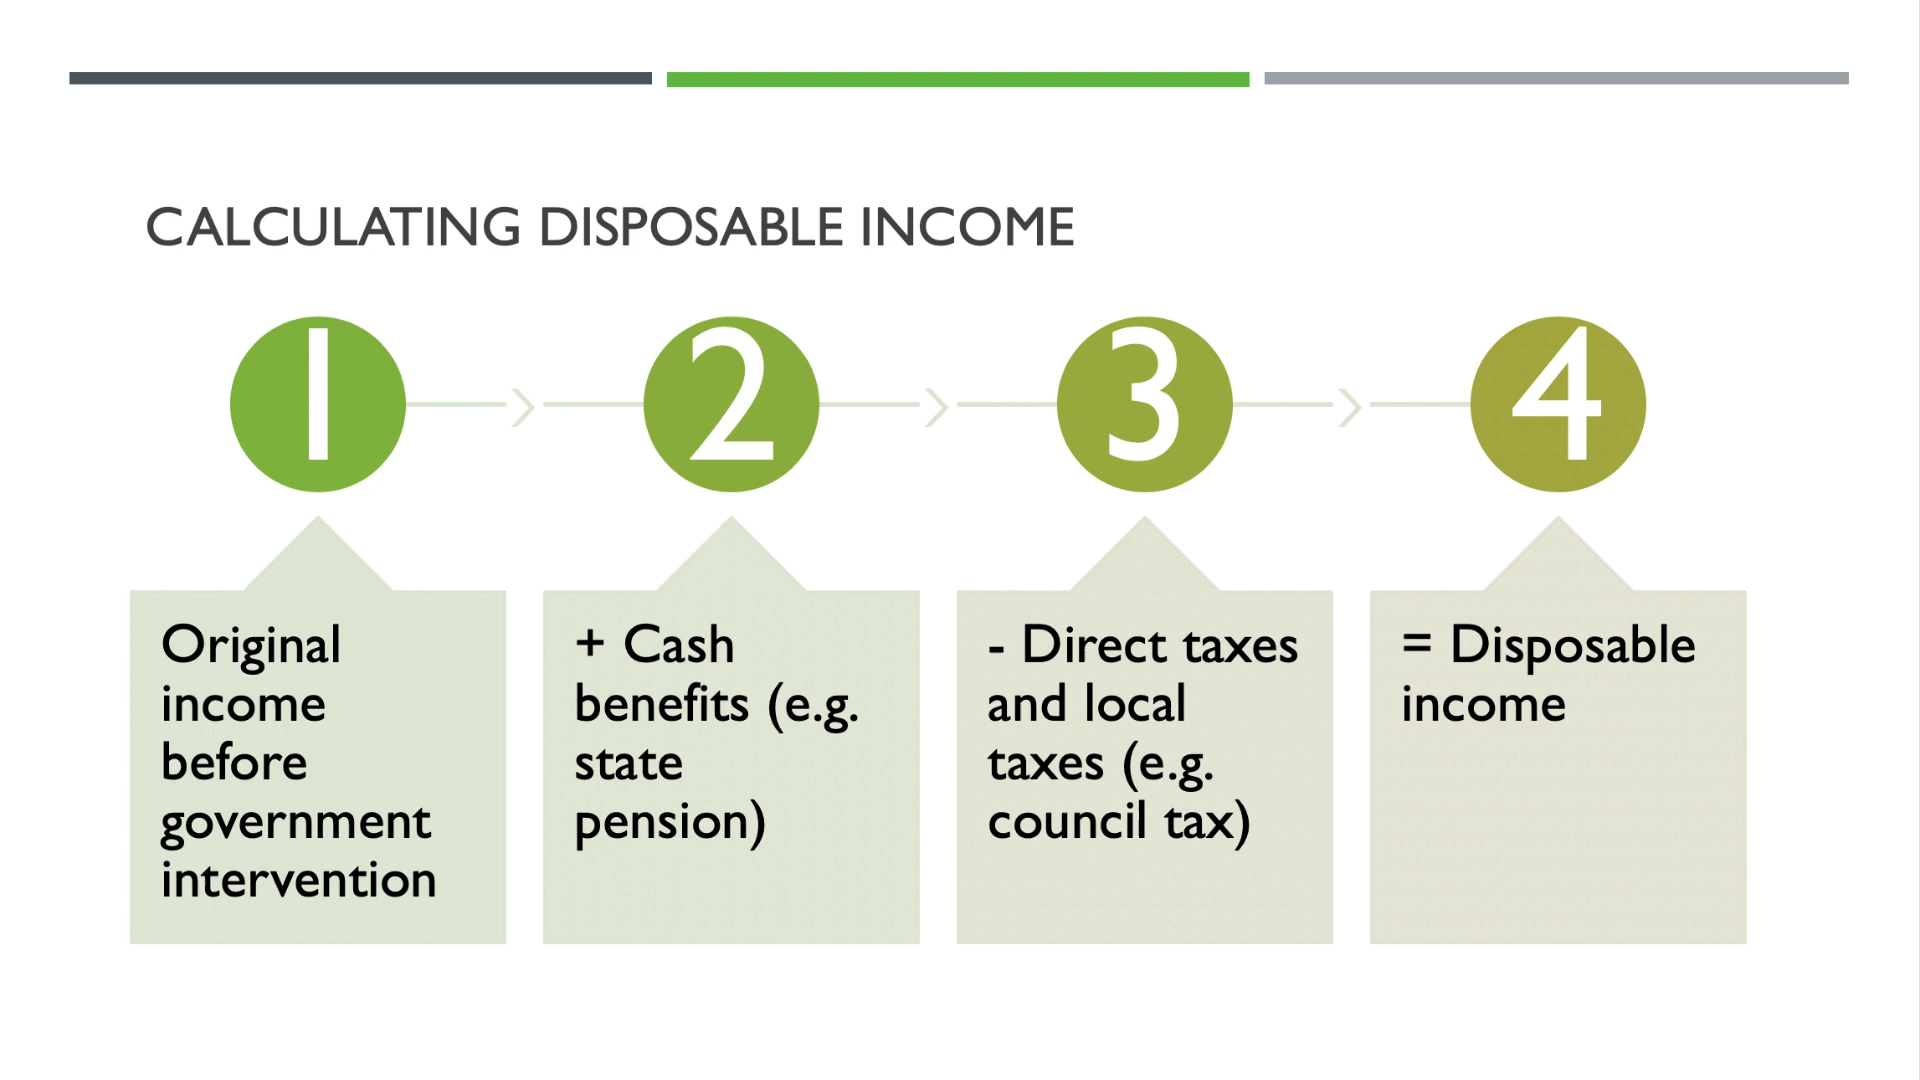 CALCULATING DISPOSABLE INCOME
1
2
3
4
Original
income
before
government
intervention
+ Cash
benefits (e.g.
state
pension)
- Direct taxes
and local
taxes (e.g.
council tax)
= Disposable
income